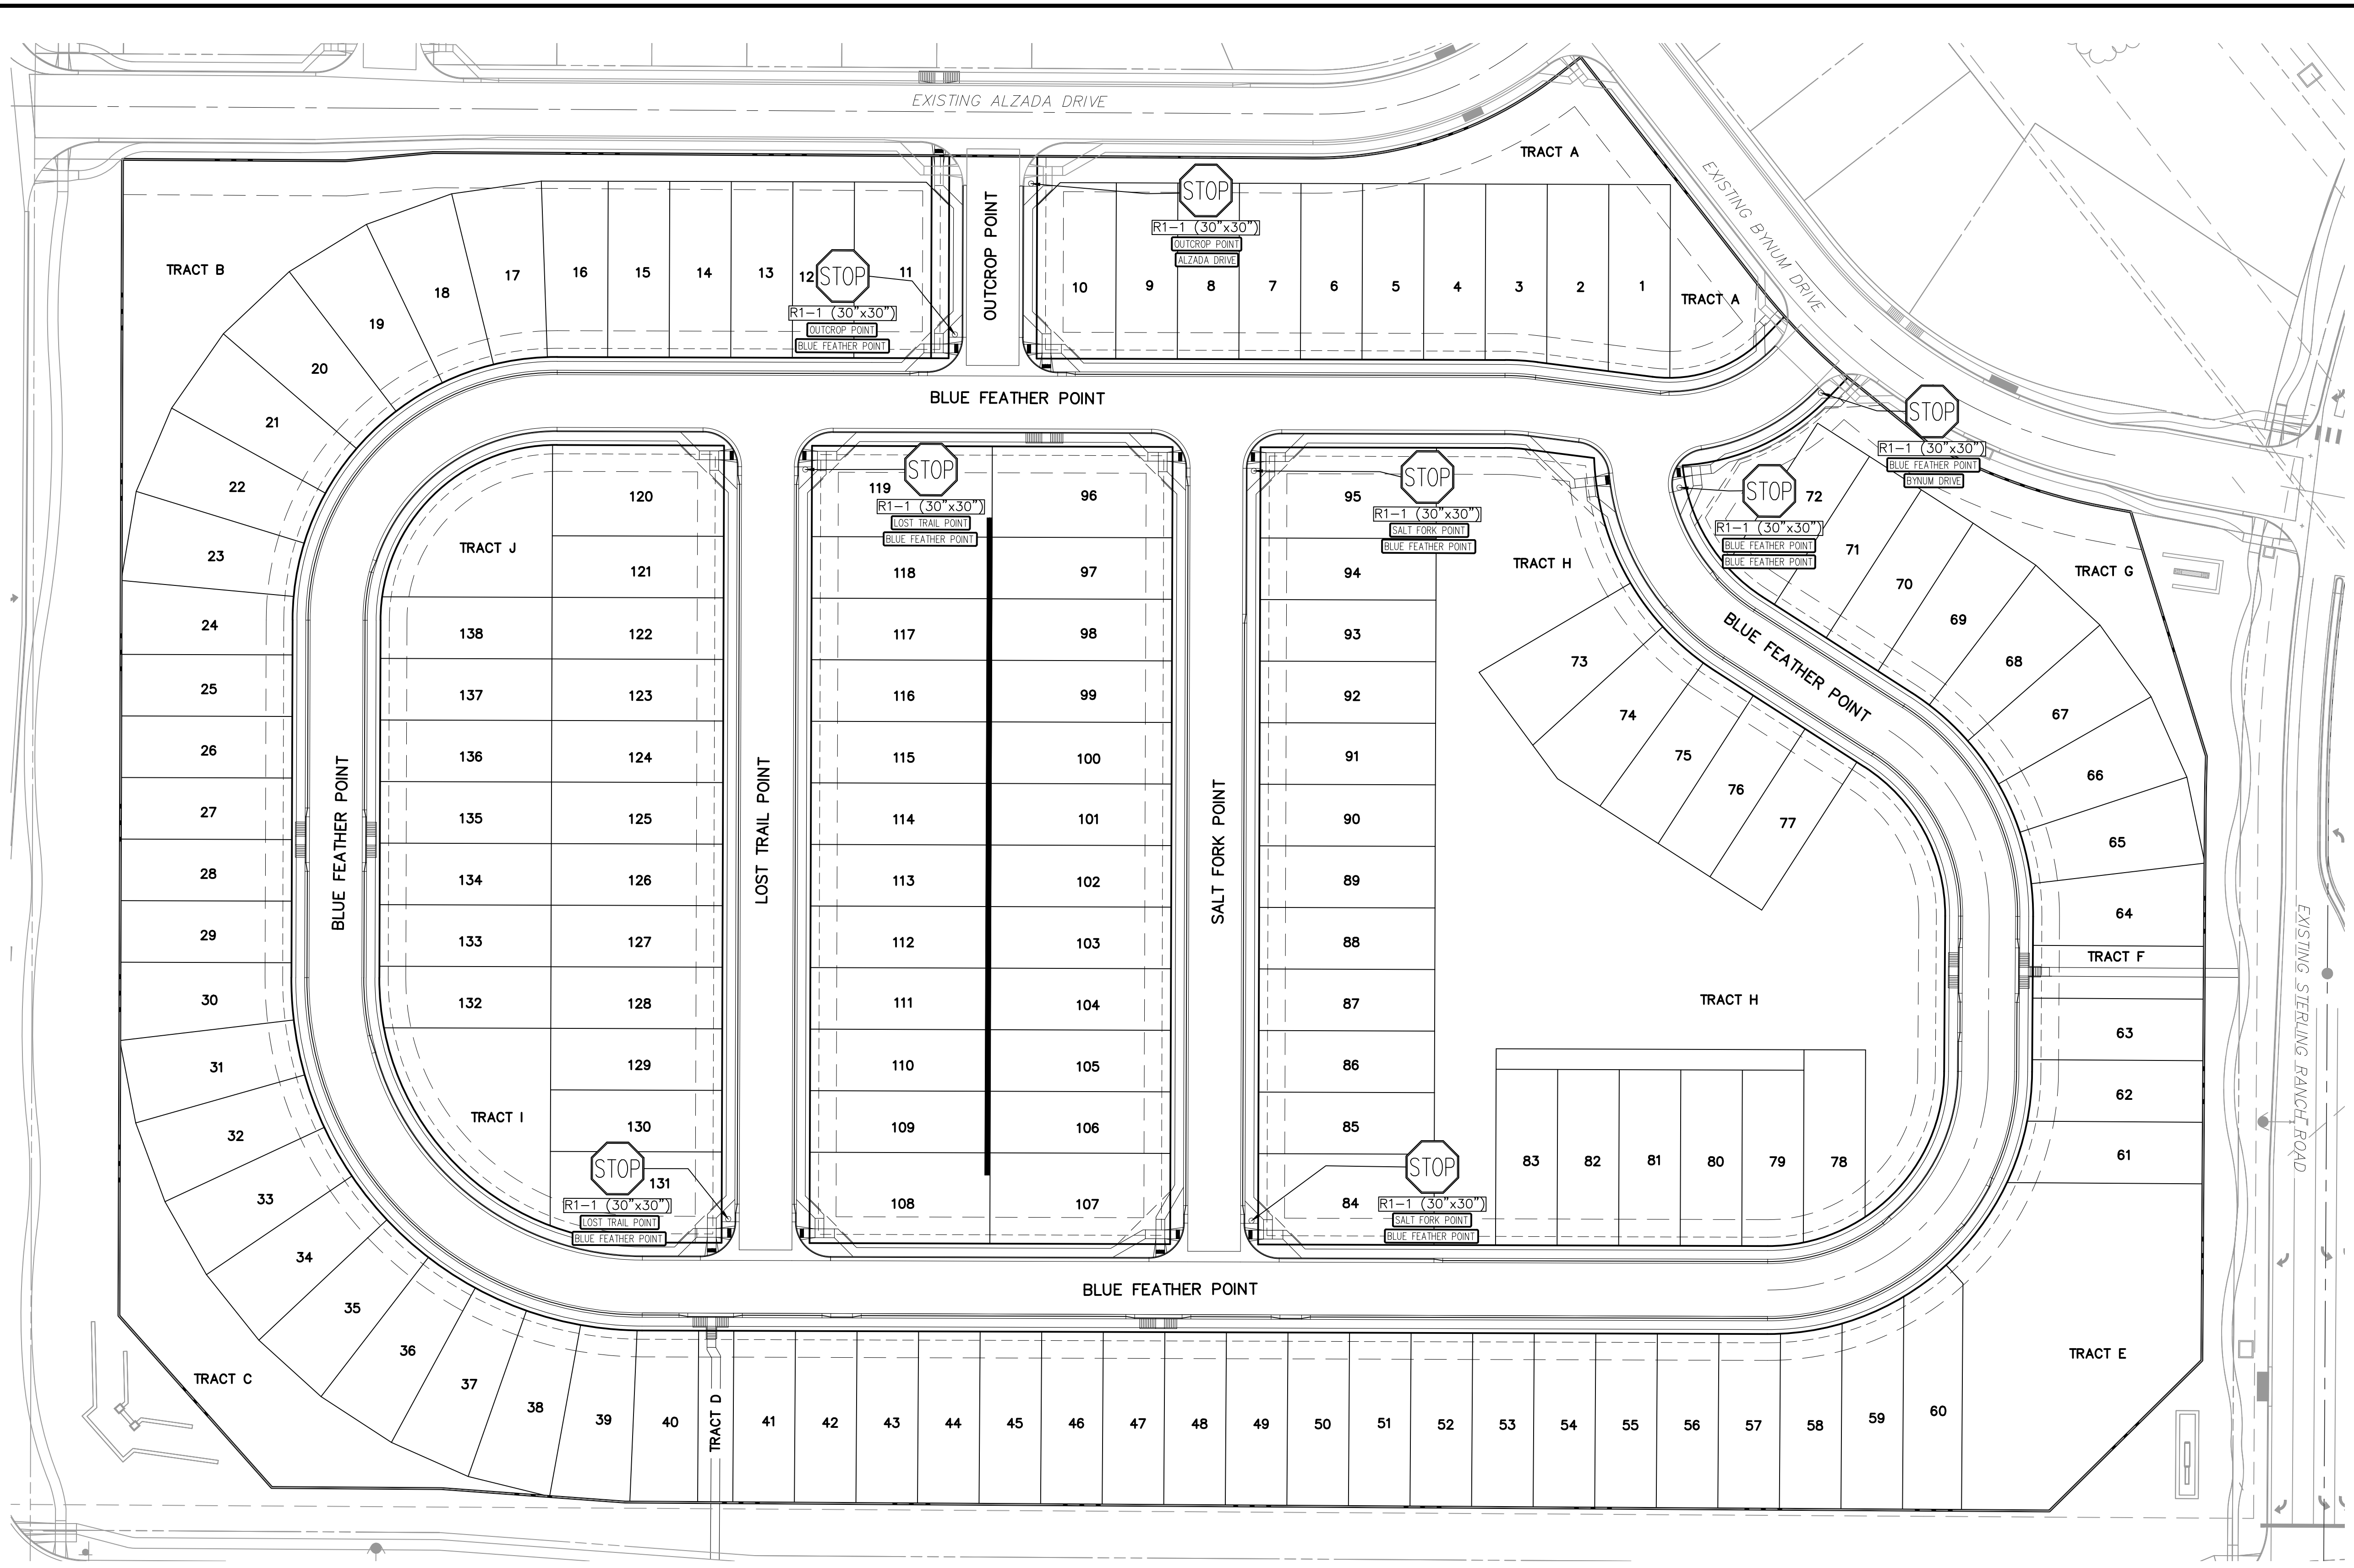 EXISTING ALZADA DRIVE
TRACT A
EXISTING BYNUM DRIVE
STOP
R1-1 (30"x30")
OUTCROP POINT
ALZADA DRIVE
OUTCROP POINT
TRACT B
17
16
15
14
13
12
STOP
11
R1-1 (30"x30")
OUTCROP POINT
BLUE FEATHER POINT
10
9
8
7
6
5
4
3
2
1
TRACT A
18
19
20
21
22
23
24
25
26
27
28
29
30
31
32
33
34
35
36
37
38
39
40
BLUE FEATHER POINT
STOP
R1-1 (30"x30")
BLUE FEATHER POINT
BYNUM DRIVE
STOP
72
R1-1 (30"x30")
BLUE FEATHER POINT
BLUE FEATHER POINT
BLUE FEATHER POINT
TRACT J
138
137
136
135
134
133
132
TRACT I
120
121
122
123
124
125
126
127
128
129
130
131
STOP
R1-1 (30"x30")
LOST TRAIL POINT
BLUE FEATHER POINT
LOST TRAIL POINT
119
STOP
R1-1 (30"x30")
LOST TRAIL POINT
BLUE FEATHER POINT
118
117
116
115
114
113
112
111
110
109
108
96
97
98
99
100
101
102
103
104
105
106
107
SALT FORK POINT
95
STOP
R1-1 (30"x30")
SALT FORK POINT
BLUE FEATHER POINT
94
93
92
91
90
89
88
87
86
85
84
STOP
R1-1 (30"x30")
SALT FORK POINT
BLUE FEATHER POINT
TRACT H
73
74
75
76
77
BLUE FEATHER POINT
71
70
69
68
67
66
65
64
TRACT G
TRACT F
63
62
61
TRACT H
83
82
81
80
79
78
EXISTING STERLING RANCH ROAD
BLUE FEATHER POINT
TRACT C
TRACT D
41
42
43
44
45
46
47
48
49
50
51
52
53
54
55
56
57
58
59
60
TRACT E